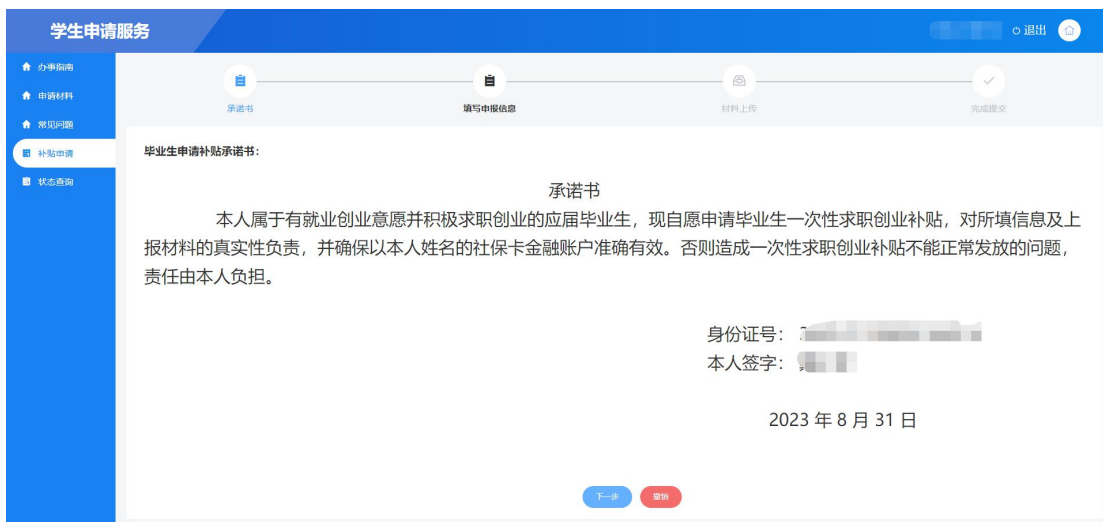 学生申请服务
退出
办事指南
申请材料
常见问题
补贴申请
状态查询
承诺书
填写申报信息
材料上传
完成提交
毕业生申请补贴承诺书：
承诺书
本人属于有就业创业意愿并积极求职创业的应届毕业生，现自愿申请毕业生一次性求职创业补贴，对所填信息及上
报材料的真实性负责，并确保以本人姓名的社保卡金融账户准确有效。否则造成一次性求职创业补贴不能正常发放的问题，
责任由本人负担。
身份证号：
本人签字：
2023 年 8 月 31 日
下一步
撤销